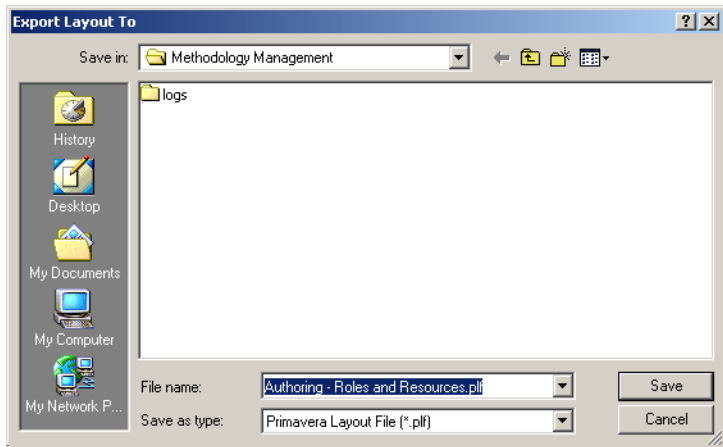 Export Layout To
Save in: Methodology Management
logs
History
Desktop
My Documents
My Computer
My Network P...
File name: Authoring - Roles and Resources.plf Save
Save as type: Primavera Layout File (*.plf) Cancel